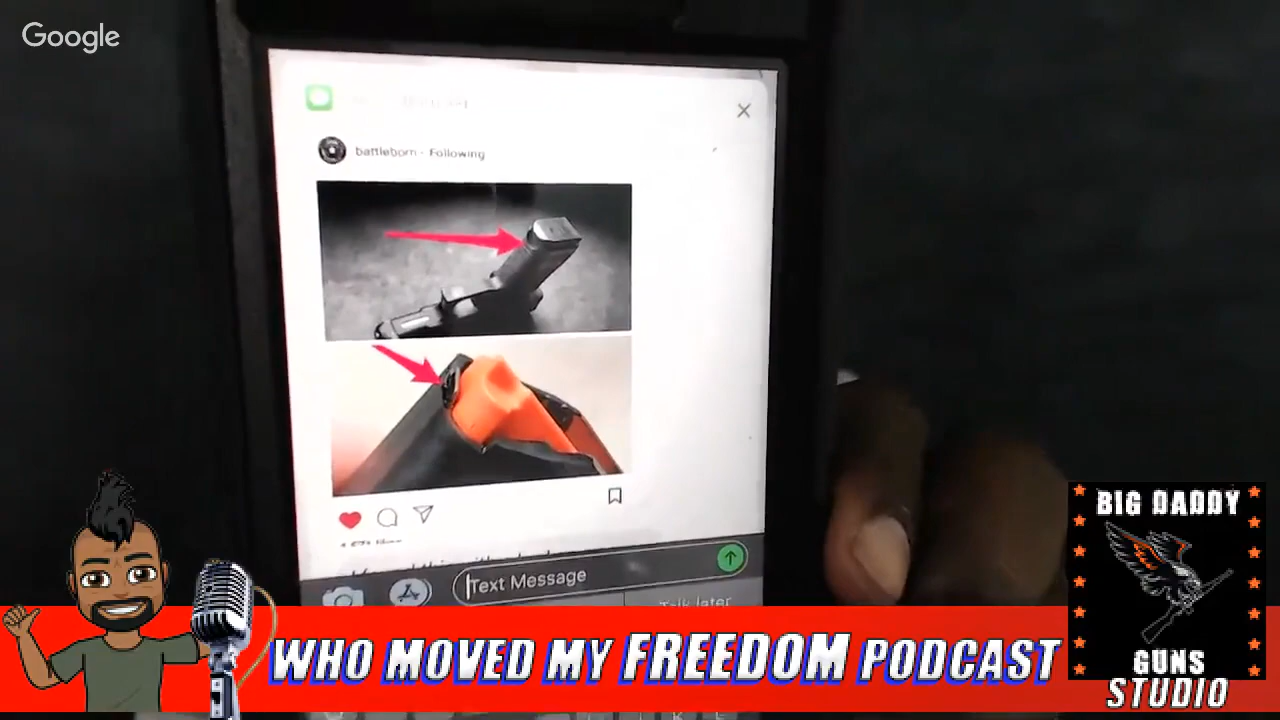 Google
battleborn · Following
Text Message
Talk later
WHO MOVED MY FREEDOM PODCAST
BIG DADDY
GUNS
STUDIO